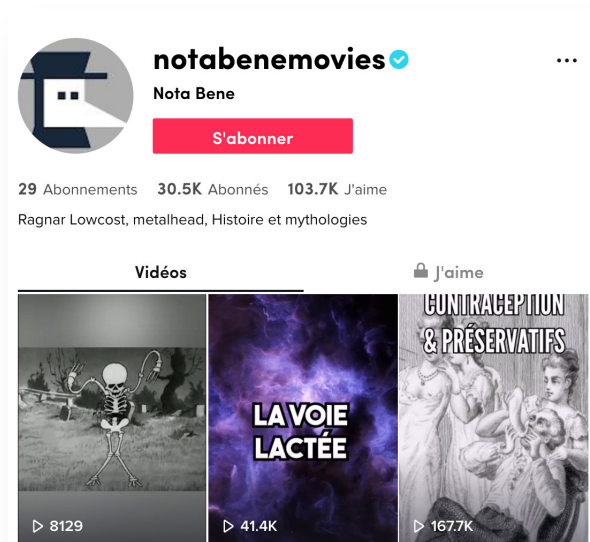 notabenemovies
Nota Bene
S'abonner
29 Abonnements 30.5K Abonnés 103.7K J'aime
Ragnar Lowcost, metalhead, Histoire et mythologies
Vidéos J'aime
CONTRACEPTION
& PRÉSERVATIFS
LA VOIE
LACTÉE
8129 41.4K 167.7K